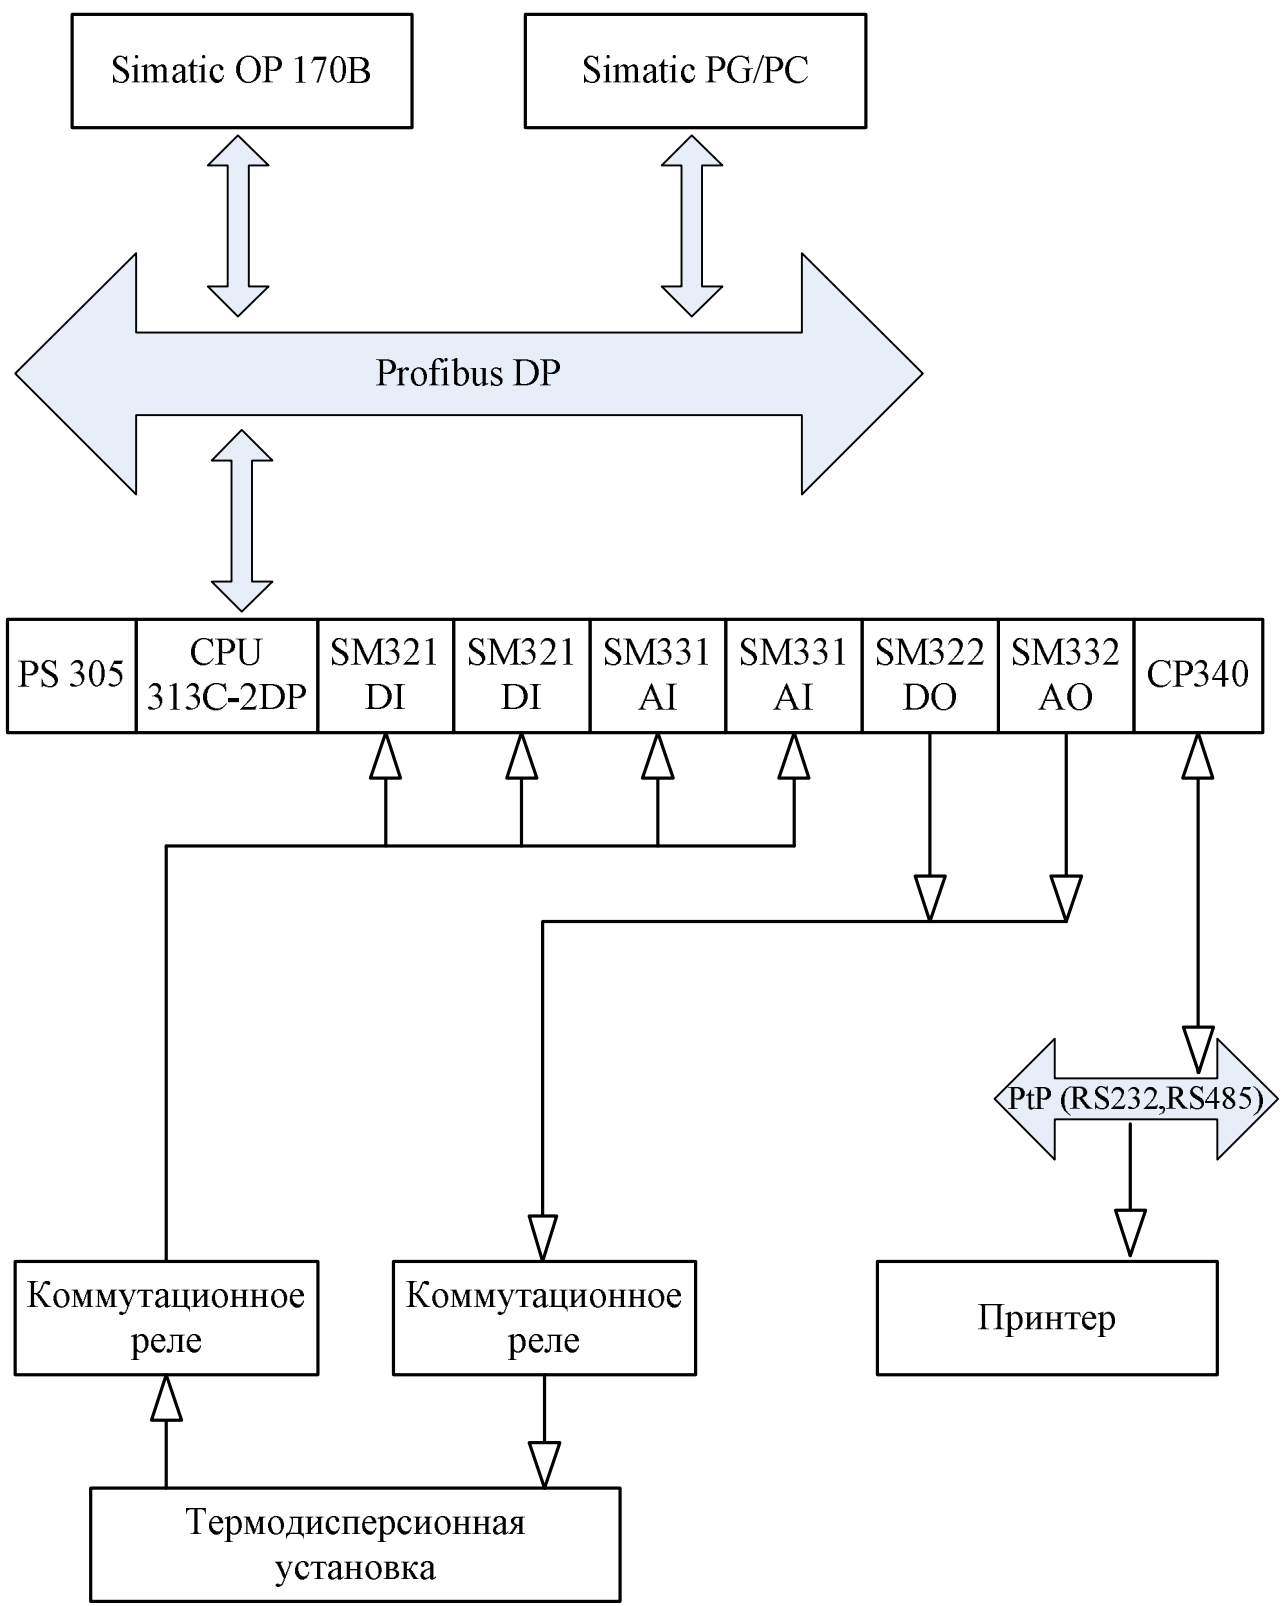 Simatic OP 170B
Simatic PG/PC
Profibus DP
PS 305
CPU
313C-2DP
SM321
DI
SM321
DI
SM331
AI
SM331
AI
SM322
DO
SM332
AO
CP340
PtP (RS232,RS485)
Коммутационное
реле
Коммутационное
реле
Принтер
Термодисперсионная
установка